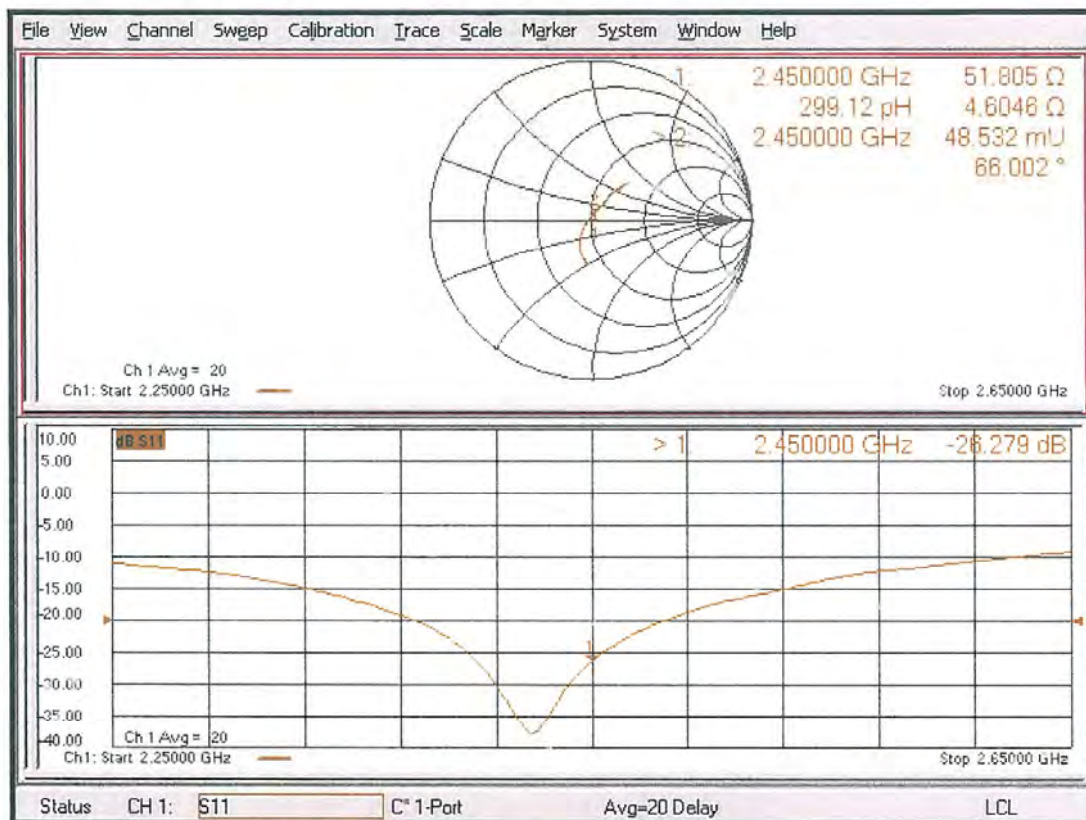 File View Channel Sweep Calibration Trace Scale Marker System Window Help
1: 2.450000 GHz 51.805 Ω
299.12 pH 4.6046 Ω
> 2: 2.450000 GHz 48.532 mU
66.002 °
Ch 1 Avg = 20
Ch1: Start 2.25000 GHz
Stop 2.65000 GHz
10.00
dB S11
> 1: 2.450000 GHz -26.279 dB
5.00
0.00
-5.00
-10.00
-15.00
-20.00
-25.00
1
-30.00
-35.00
-40.00
Ch 1 Avg = 20
Ch1: Start 2.25000 GHz
Stop 2.65000 GHz
Status CH 1: S11 C* 1-Port Avg=20 Delay LCL